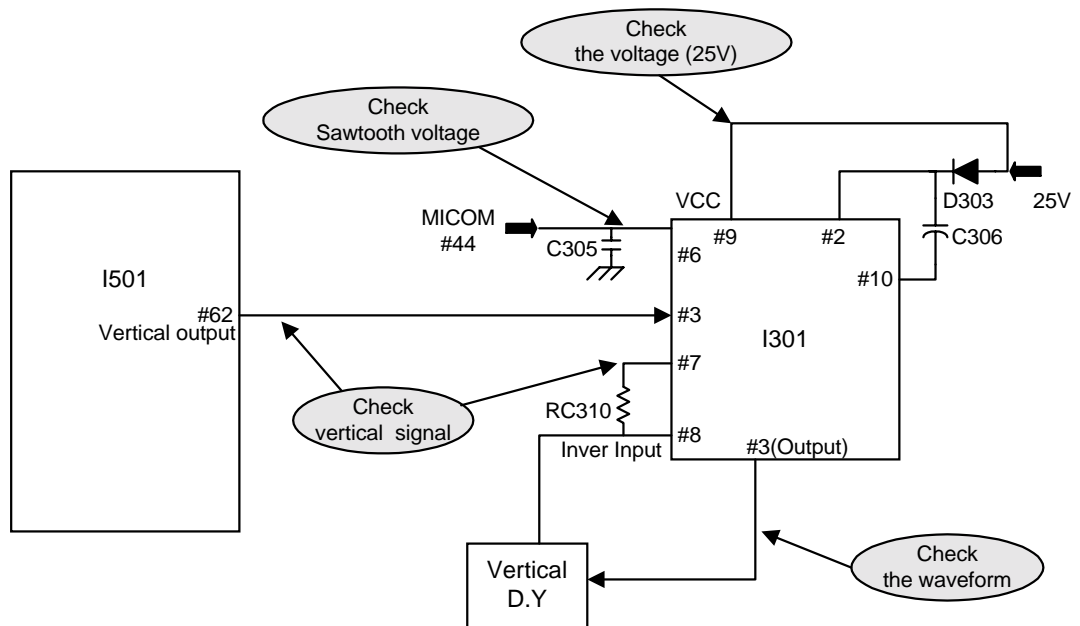 Check
the voltage (25V)
Check
Sawtooth voltage
VCC
D303
25V
MICOM
#44
C305
#6
#9
#2
C306
#10
I501
#62
Vertical output
#3
I301
#7
RC310
Check
vertical signal
#8
Inver Input
#3(Output)
Vertical
D.Y
Check
the waveform